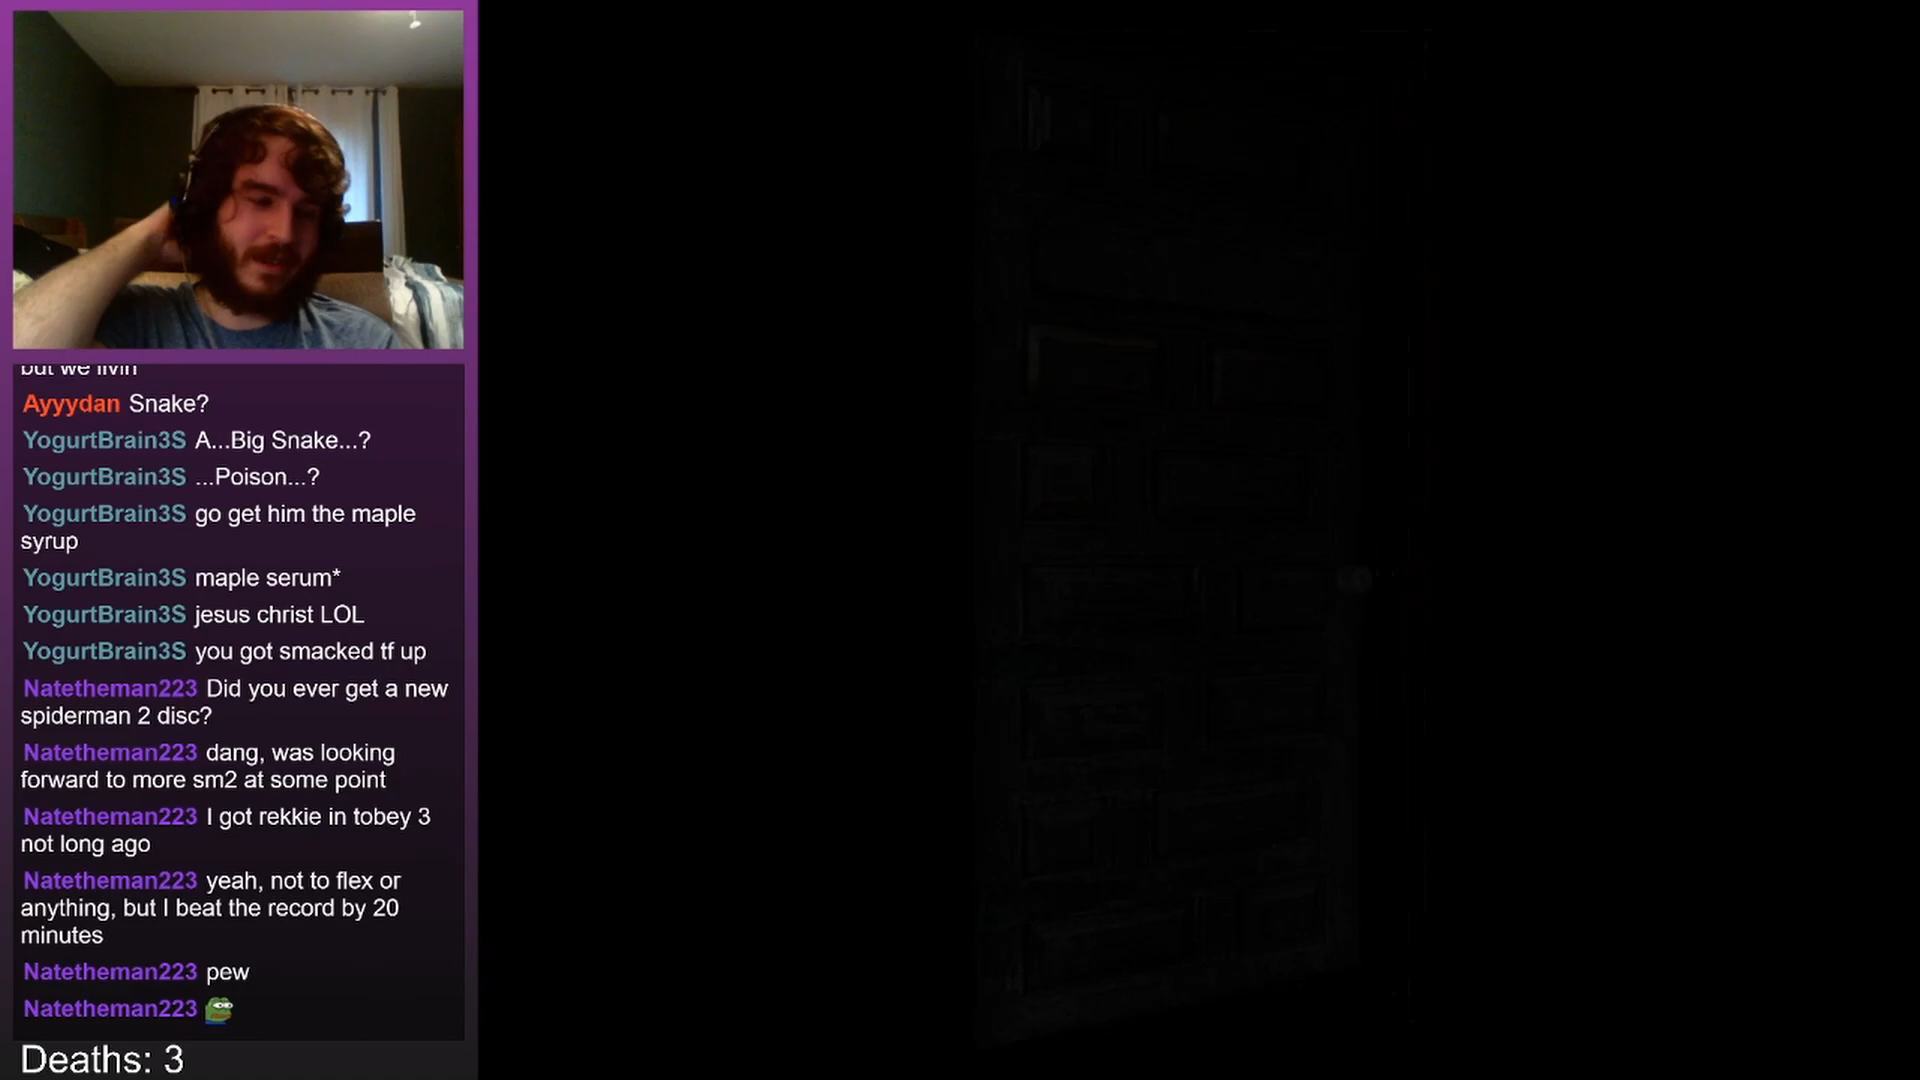 but we livin
Ayyydan Snake?
YogurtBrain3S A...Big Snake...?
YogurtBrain3S ...Poison...?
YogurtBrain3S go get him the maple
syrup
YogurtBrain3S maple serum*
YogurtBrain3S jesus christ LOL
YogurtBrain3S you got smacked tf up
Natetheman223 Did you ever get a new
spiderman 2 disc?
Natetheman223 dang, was looking
forward to more sm2 at some point
Natetheman223 I got rekkie in tobey 3
not long ago
Natetheman223 yeah, not to flex or
anything, but I beat the record by 20
minutes
Natetheman223 pew
Natetheman223
Deaths: 3